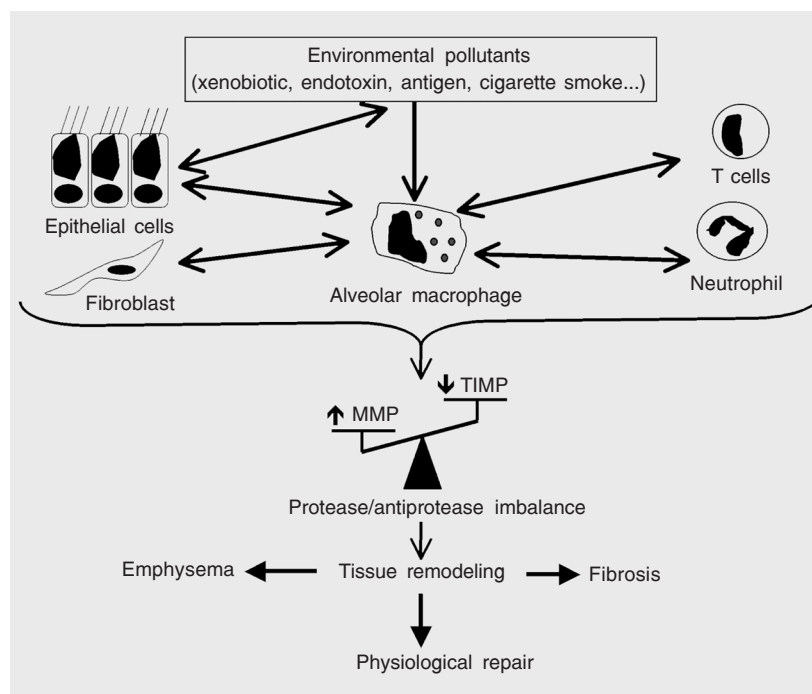 Environmental pollutants
(xenobiotic, endotoxin, antigen, cigarette smoke...)
T cells
Epithelial cells
Fibroblast
Alveolar macrophage
Neutrophil
TIMP
MMP
Protease/antiprotease imbalance
Emphysema
Tissue remodeling
Fibrosis
Physiological repair